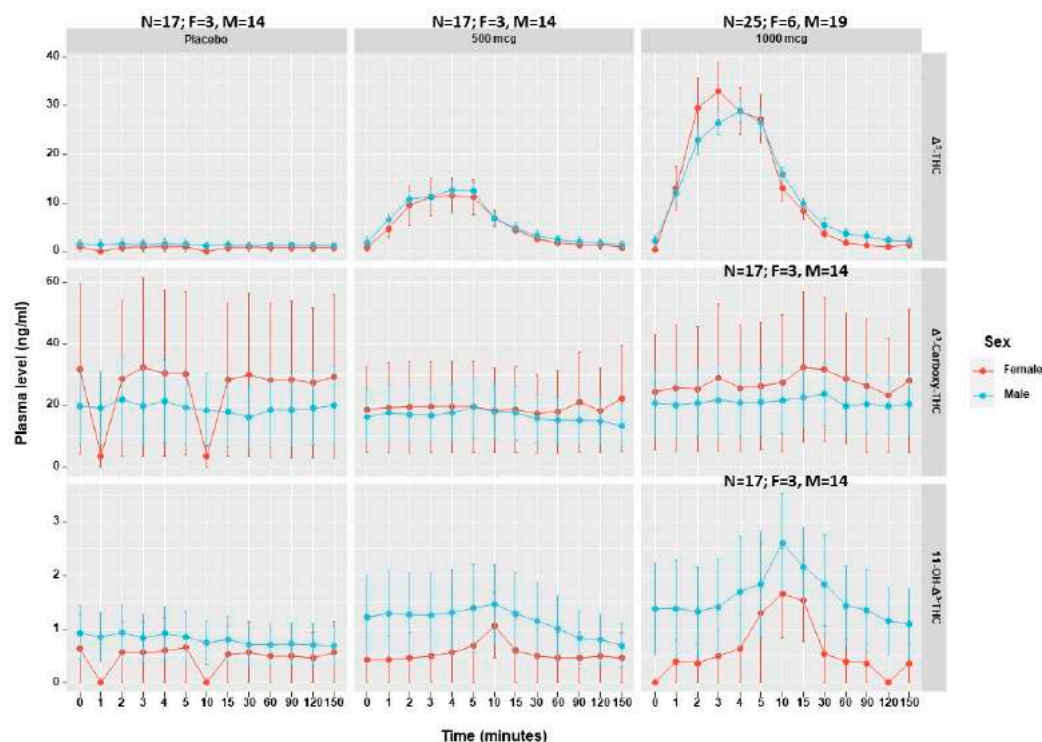 N=17; F=3, M=14
N=17; F=3, M=14
N=25; F=6, M=19
Placebo
500 mcg
1000 mcg
40
30
20
10
0
Δ⁹-THC
N=17; F=3, M=14
60
40
20
0
Δ⁹-Carboxy-THC
Plasma level (ng/ml)
Sex
Female
Male
N=17; F=3, M=14
3
2
1
0
11-OH-Δ⁹THC
0 1 2 3 4 5 10 15 30 60 90 120 150
0 1 2 3 4 5 10 15 30 60 90 120 150
0 1 2 3 4 5 10 15 30 60 90 120 150
Time (minutes)